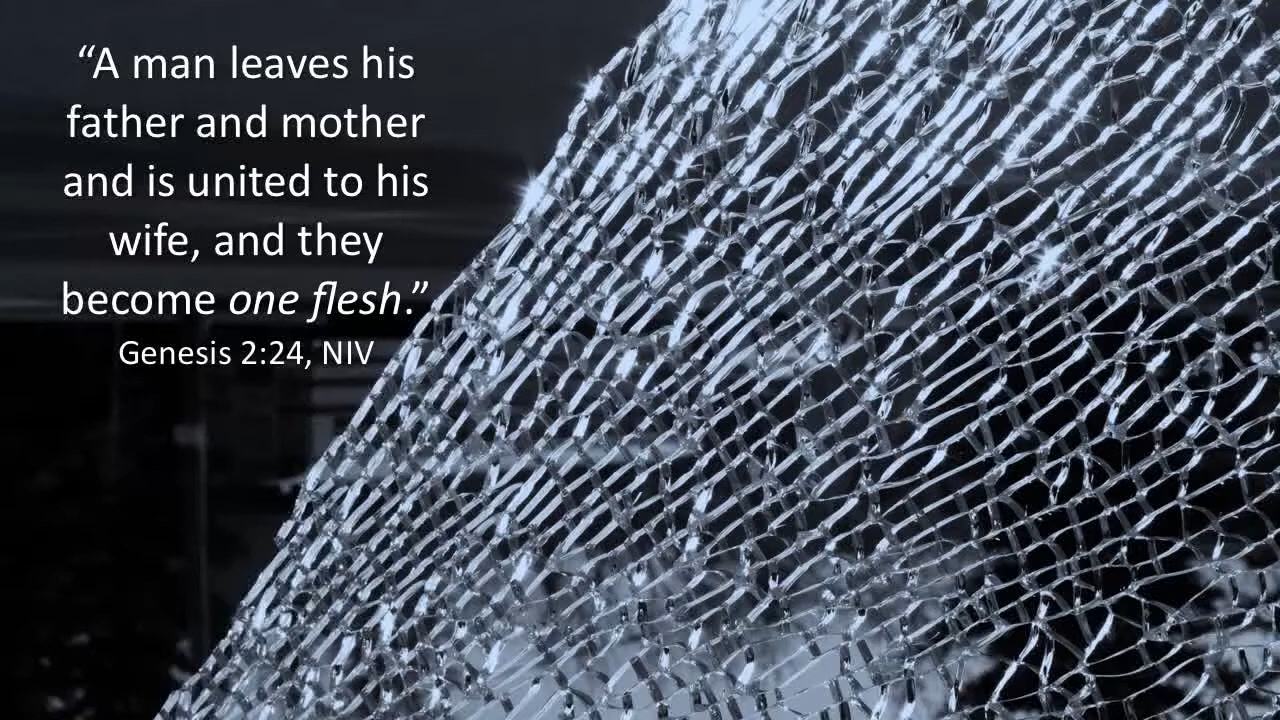 “A man leaves his
father and mother
and is united to his
wife, and they
become one flesh.”
Genesis 2:24, NIV